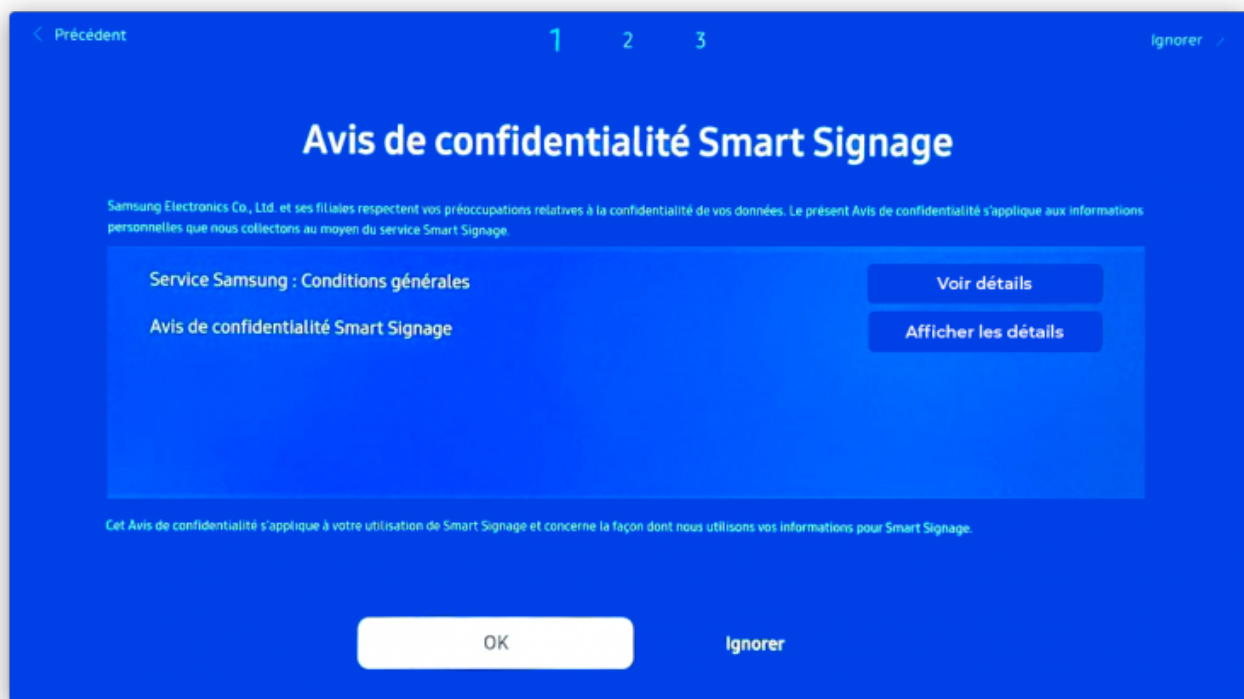 Précédent
1 2 3
Ignorer
Avis de confidentialité Smart Signage
Samsung Electronics Co., Ltd. et ses filiales respectent vos préoccupations relatives à la confidentialité de vos données. Le présent Avis de confidentialité s'applique aux informations
personnelles que nous collectons au moyen du service Smart Signage.
Service Samsung : Conditions générales
Voir détails
Avis de confidentialité Smart Signage
Afficher les détails
Cet Avis de confidentialité s'applique à votre utilisation de Smart Signage et concerne la façon dont nous utilisons vos informations pour Smart Signage.
OK
Ignorer